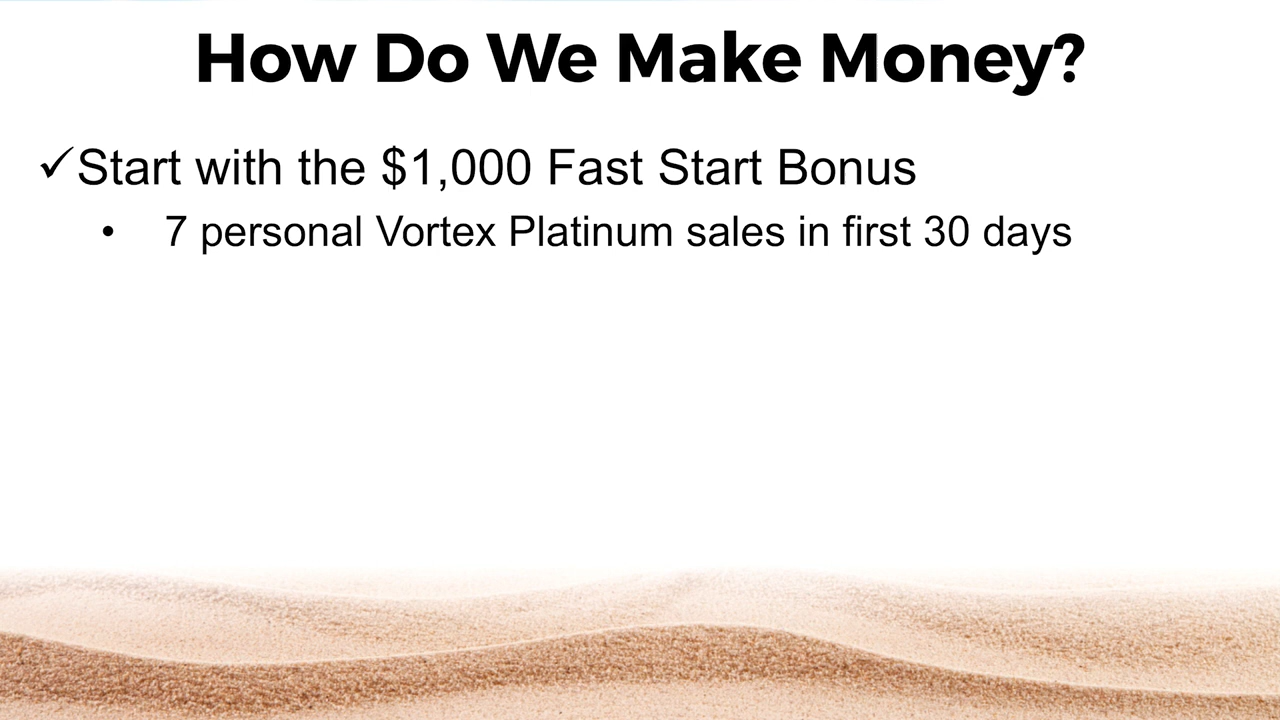 How Do We Make Money?
✓Start with the $1,000 Fast Start Bonus
• 7 personal Vortex Platinum sales in first 30 days